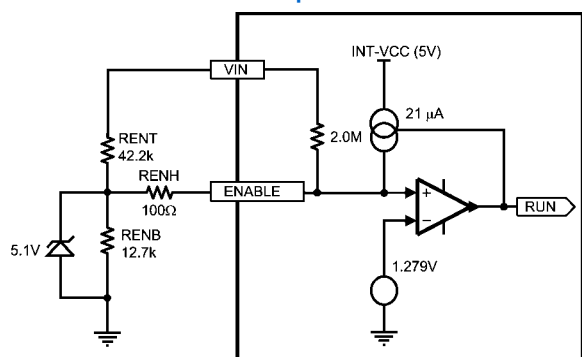 INT-VCC (5V)
VIN
21 µA
2.0M
RENT
42.2k
RENH
100Ω
ENABLE
+
−
RUN
5.1V
RENB
12.7k
1.279V